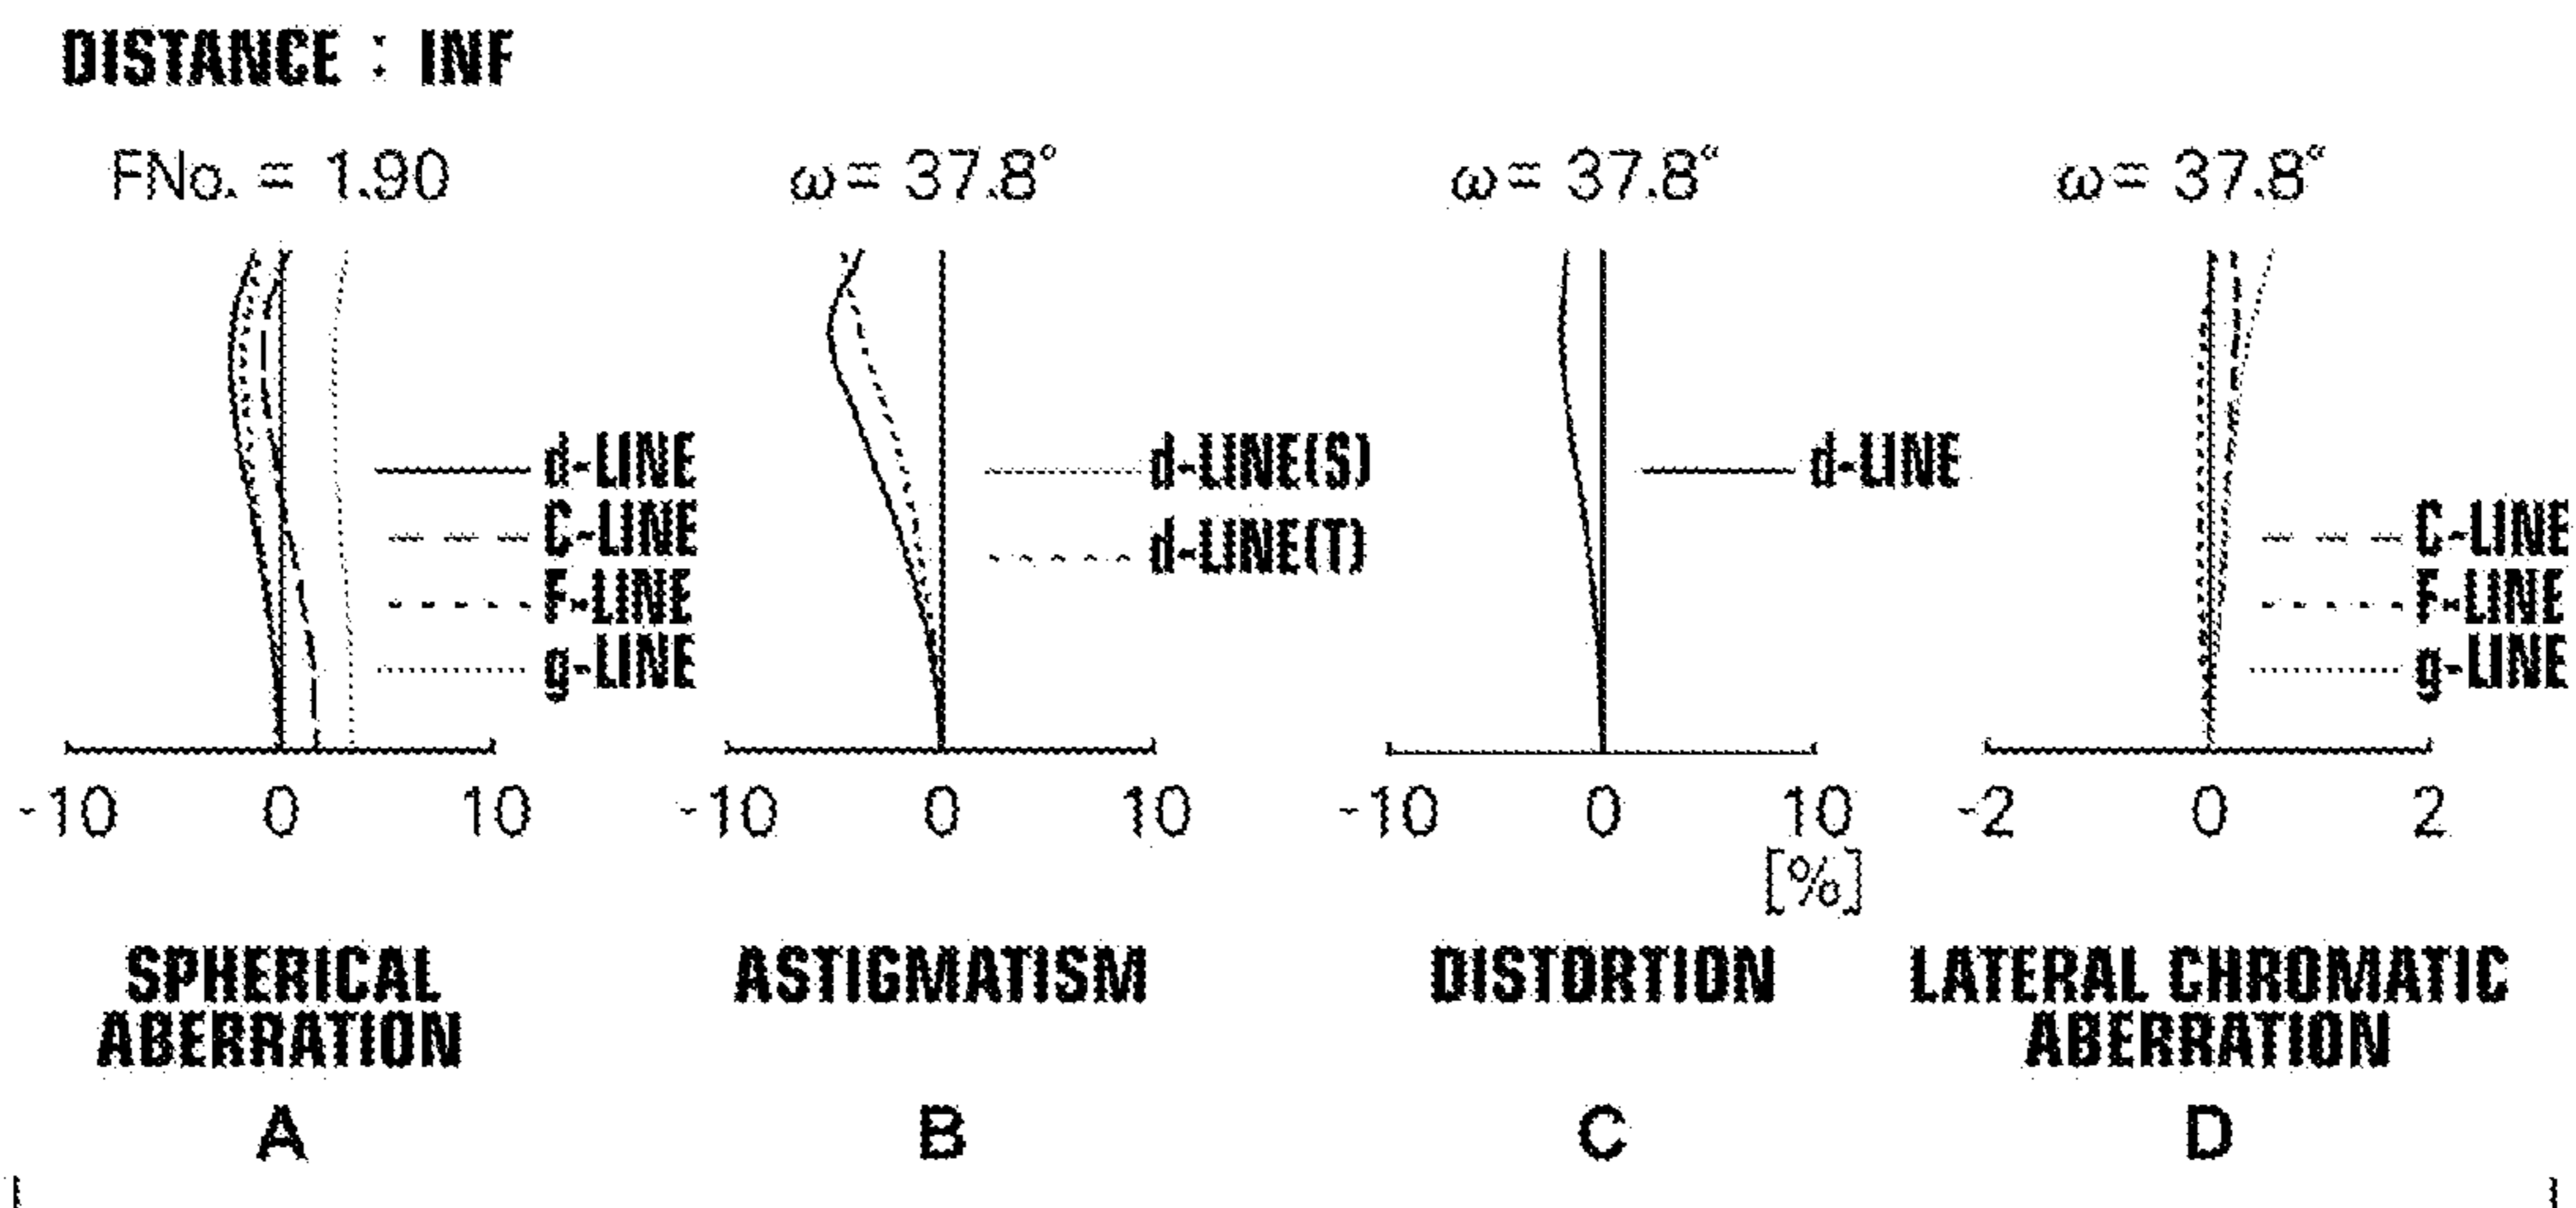 DISTANCE : INF
FNo. = 1.90
ω= 37.8°
ω= 37.8°
ω= 37.8°
d-LINE
C-LINE
F-LINE
g-LINE
d-LINE(S)
d-LINE(T)
d-LINE
C-LINE
F-LINE
g-LINE
-10 0 10
-10 0 10
-10 0 10
[%]
-2 0 2
SPHERICAL
ABERRATION
ASTIGMATISM
DISTORTION
LATERAL CHROMATIC
ABERRATION
A
B
C
D